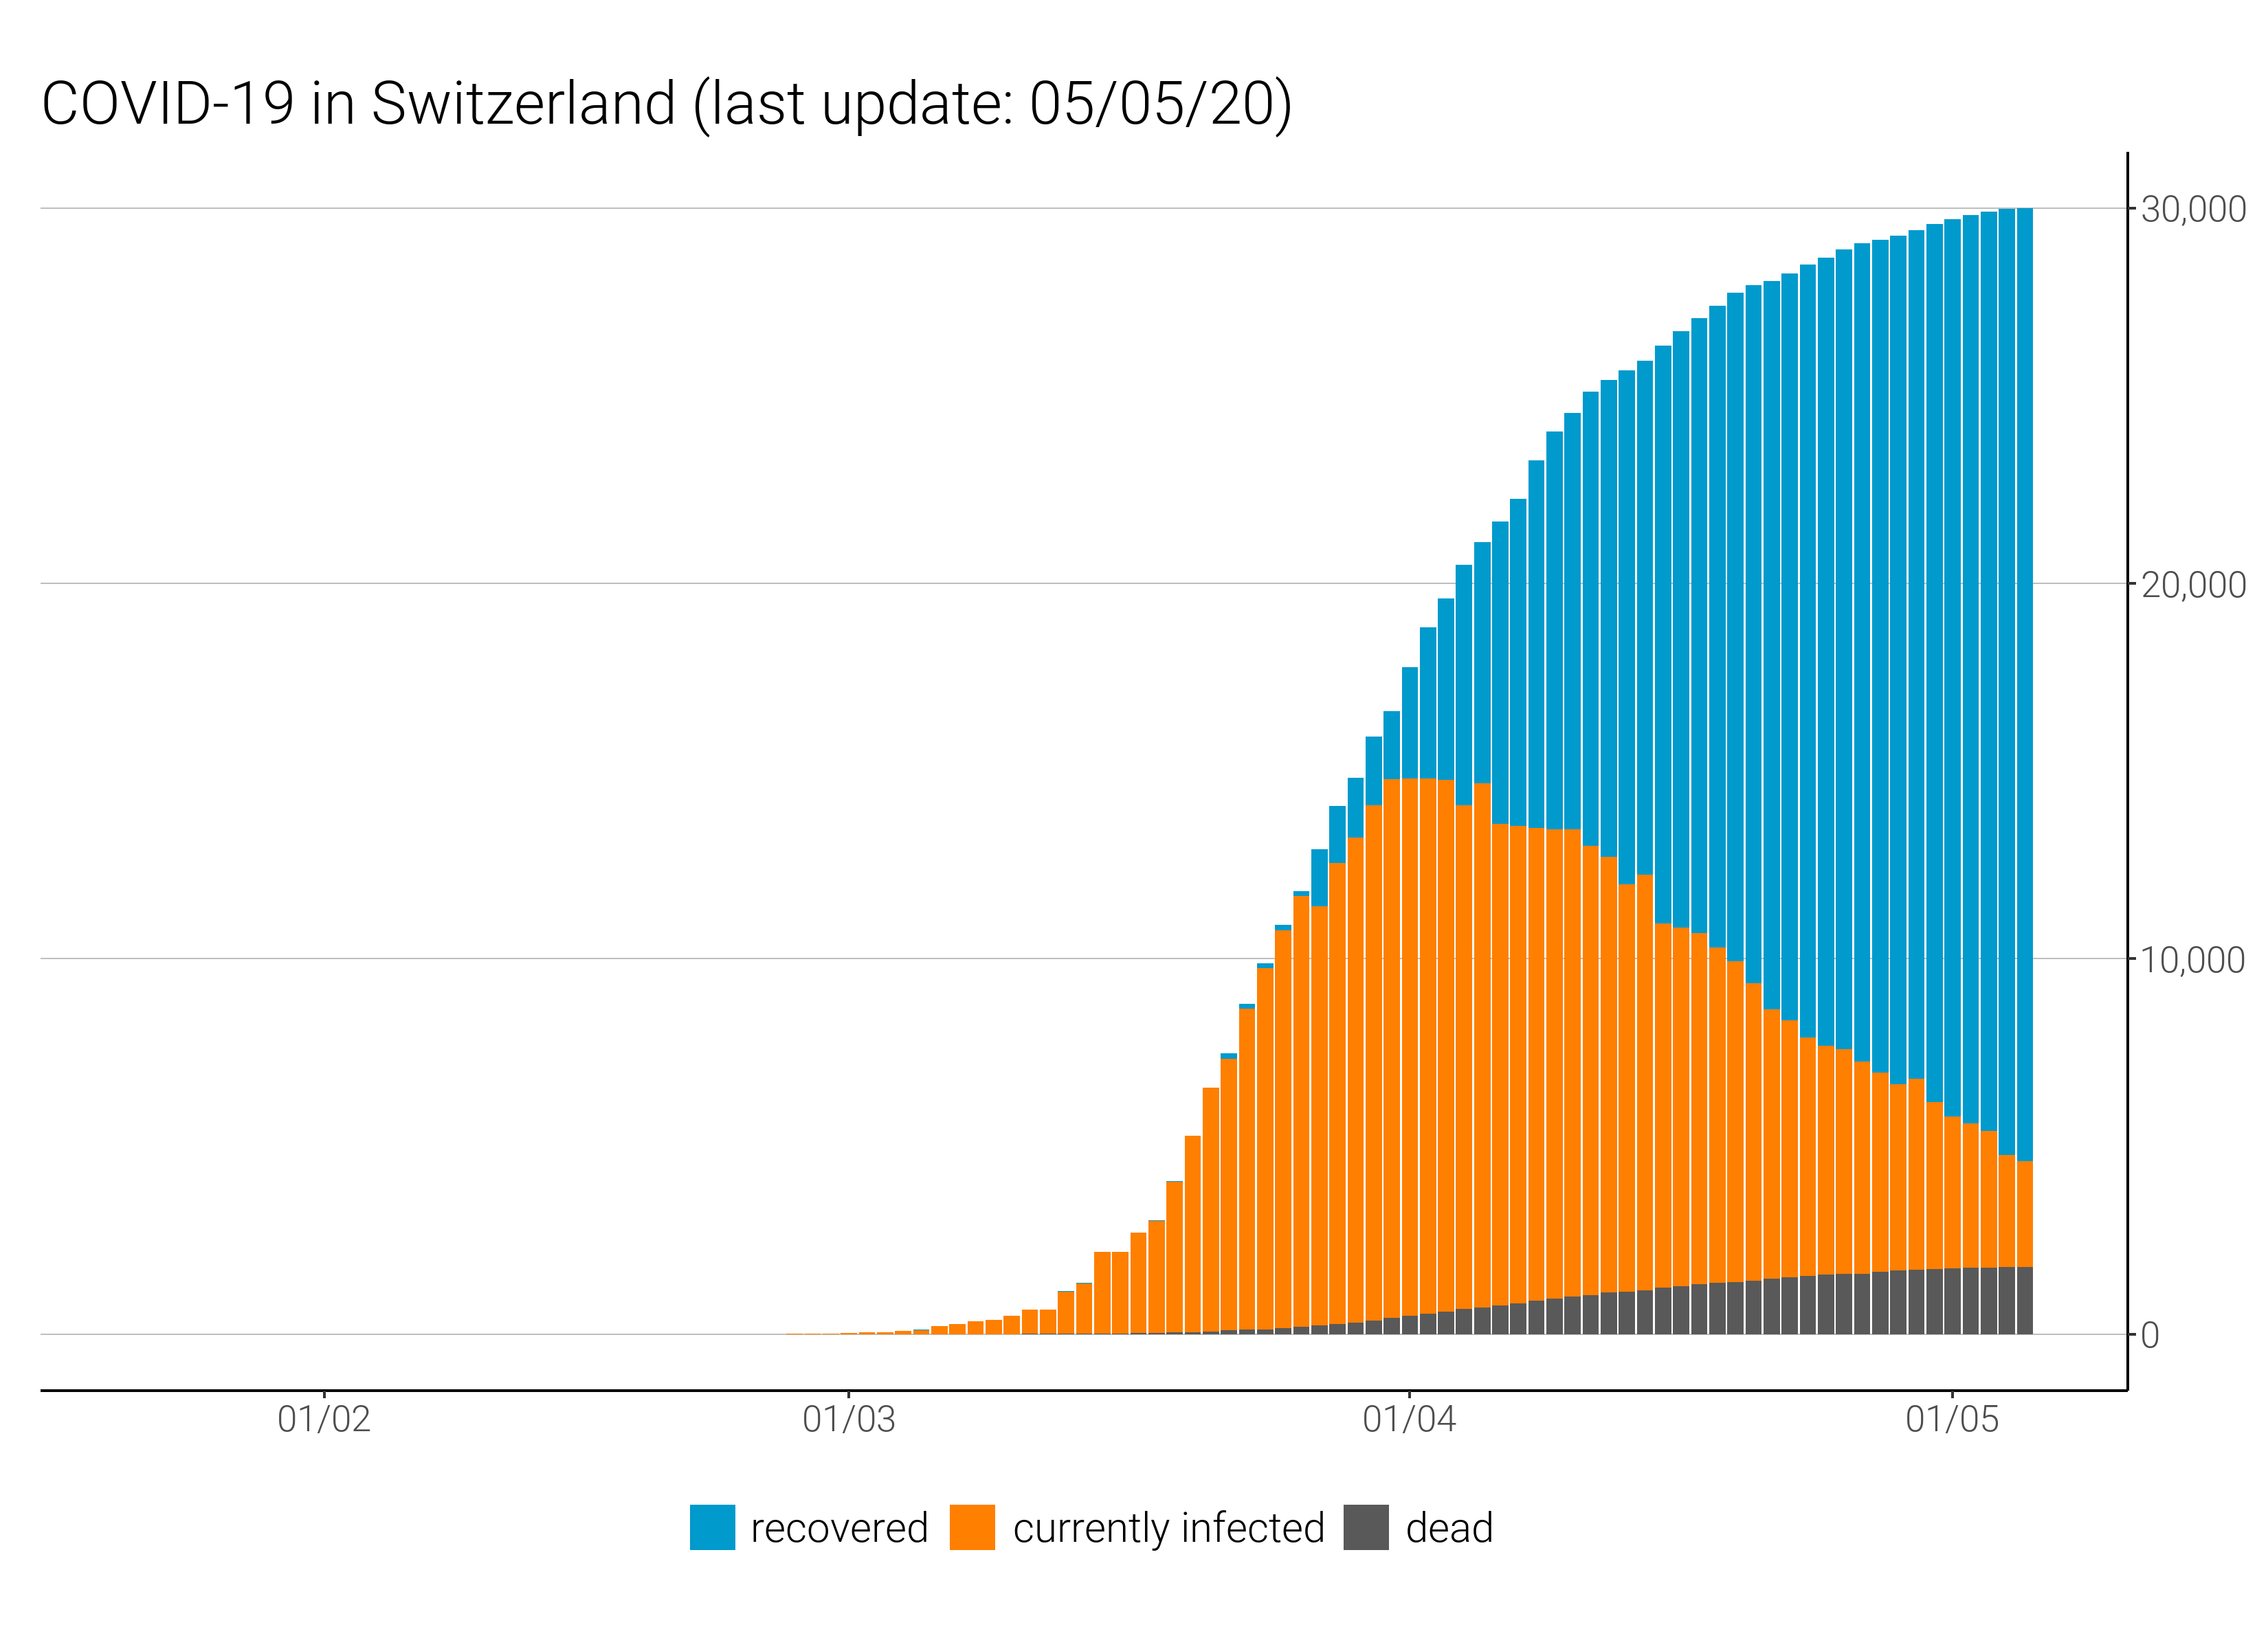 COVID-19 in Switzerland (last update: 05/05/20)
30,000
20,000
10,000
0
01/02 01/03 01/04 01/05
recovered currently infected dead